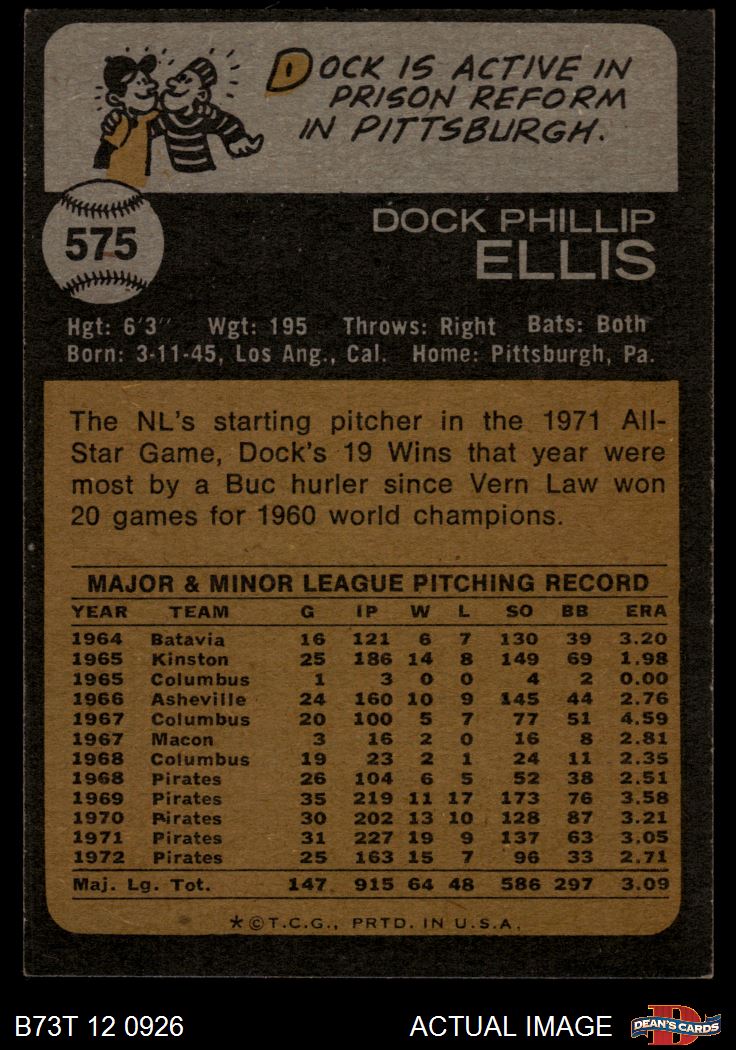 DOCK IS ACTIVE IN
PRISON REFORM
IN PITTSBURGH.
575
DOCK PHILLIP
ELLIS
Hgt: 6'3" Wgt: 195 Throws: Right Bats: Both
Born: 3-11-45, Los Ang., Cal. Home: Pittsburgh, Pa.
The NL's starting pitcher in the 1971 All-
Star Game, Dock's 19 Wins that year were
most by a Buc hurler since Vern Law won
20 games for 1960 world champions.
MAJOR & MINOR LEAGUE PITCHING RECORD
YEAR TEAM G IP W L SO BB ERA
1964 Batavia 16 121 6 7 130 39 3.20
1965 Kinston 25 186 14 8 149 69 1.98
1965 Columbus 1 3 0 0 4 2 0.00
1966 Asheville 24 160 10 9 145 44 2.76
1967 Columbus 20 100 5 7 77 51 4.59
1967 Macon 3 16 2 0 16 8 2.81
1968 Columbus 19 23 2 1 24 11 2.35
1968 Pirates 26 104 6 5 52 38 2.51
1969 Pirates 35 219 11 17 173 76 3.58
1970 Pirates 30 202 13 10 128 87 3.21
1971 Pirates 31 227 19 9 137 63 3.05
1972 Pirates 25 163 15 7 96 33 2.71
Maj. Lg. Tot. 147 915 64 48 586 297 3.09
*©T.C.G., PRTD. IN U.S.A.
B73T 12 0926 ACTUAL IMAGE DEAN'S CARDS